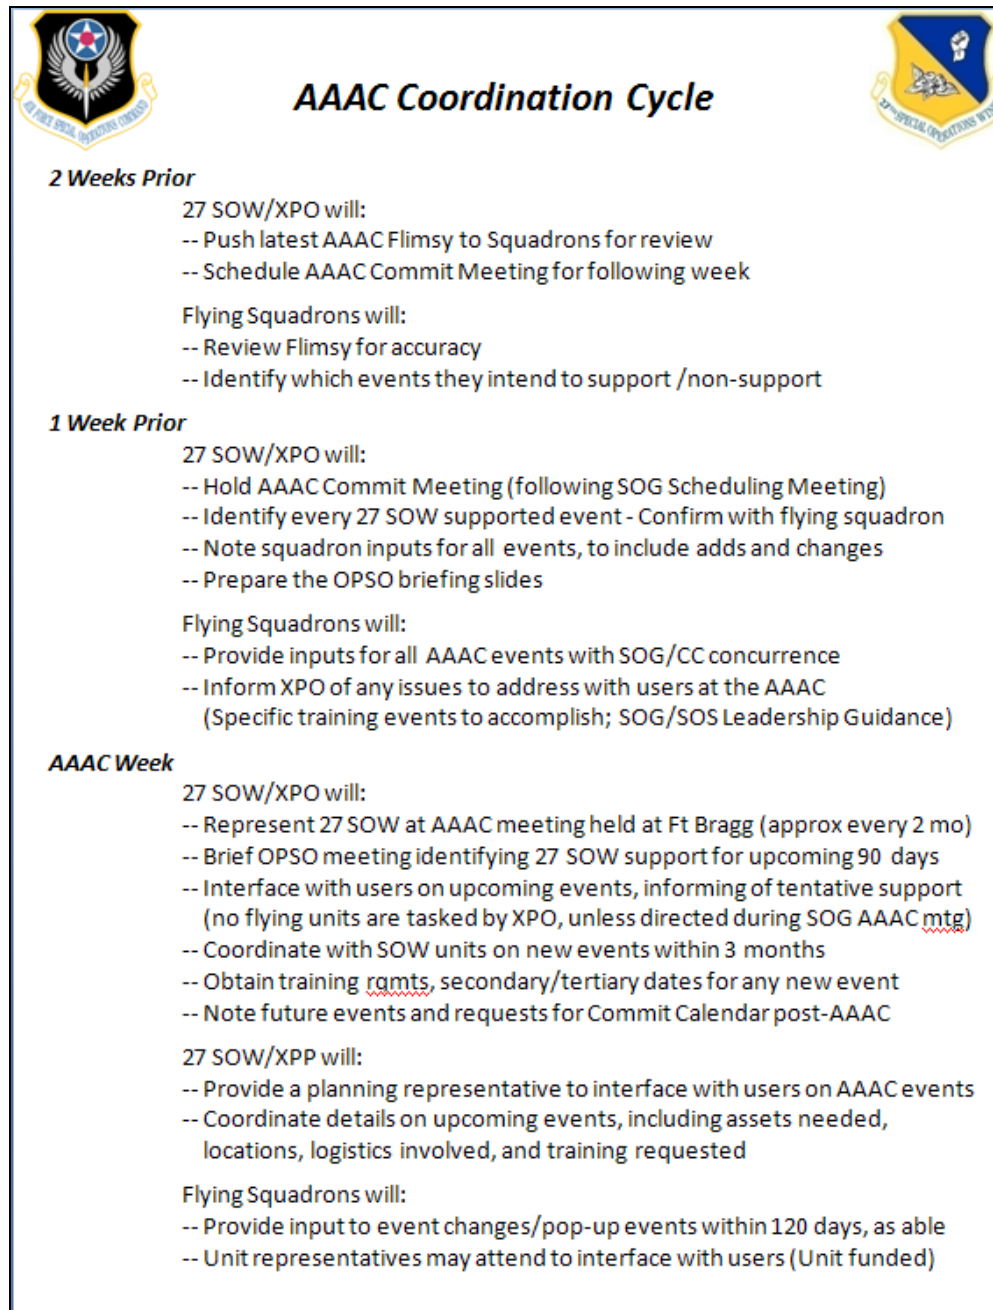 AIR FORCE SPECIAL OPERATIONS COMMAND
27TH SPECIAL OPERATIONS WING
AAAC Coordination Cycle
2 Weeks Prior
27 SOW/XPO will:
-- Push latest AAAC Flimsy to Squadrons for review
-- Schedule AAAC Commit Meeting for following week
Flying Squadrons will:
-- Review Flimsy for accuracy
-- Identify which events they intend to support /non-support
1 Week Prior
27 SOW/XPO will:
-- Hold AAAC Commit Meeting (following SOG Scheduling Meeting)
-- Identify every 27 SOW supported event - Confirm with flying squadron
-- Note squadron inputs for all events, to include adds and changes
-- Prepare the OPSO briefing slides
Flying Squadrons will:
-- Provide inputs for all AAAC events with SOG/CC concurrence
-- Inform XPO of any issues to address with users at the AAAC
(Specific training events to accomplish; SOG/SOS Leadership Guidance)
AAAC Week
27 SOW/XPO will:
-- Represent 27 SOW at AAAC meeting held at Ft Bragg (approx every 2 mo)
-- Brief OPSO meeting identifying 27 SOW support for upcoming 90 days
-- Interface with users on upcoming events, informing of tentative support
(no flying units are tasked by XPO, unless directed during SOG AAAC mtg)
-- Coordinate with SOW units on new events within 3 months
-- Obtain training rqmts, secondary/tertiary dates for any new event
-- Note future events and requests for Commit Calendar post-AAAC
27 SOW/XPP will:
-- Provide a planning representative to interface with users on AAAC events
-- Coordinate details on upcoming events, including assets needed,
locations, logistics involved, and training requested
Flying Squadrons will:
-- Provide input to event changes/pop-up events within 120 days, as able
-- Unit representatives may attend to interface with users (Unit funded)